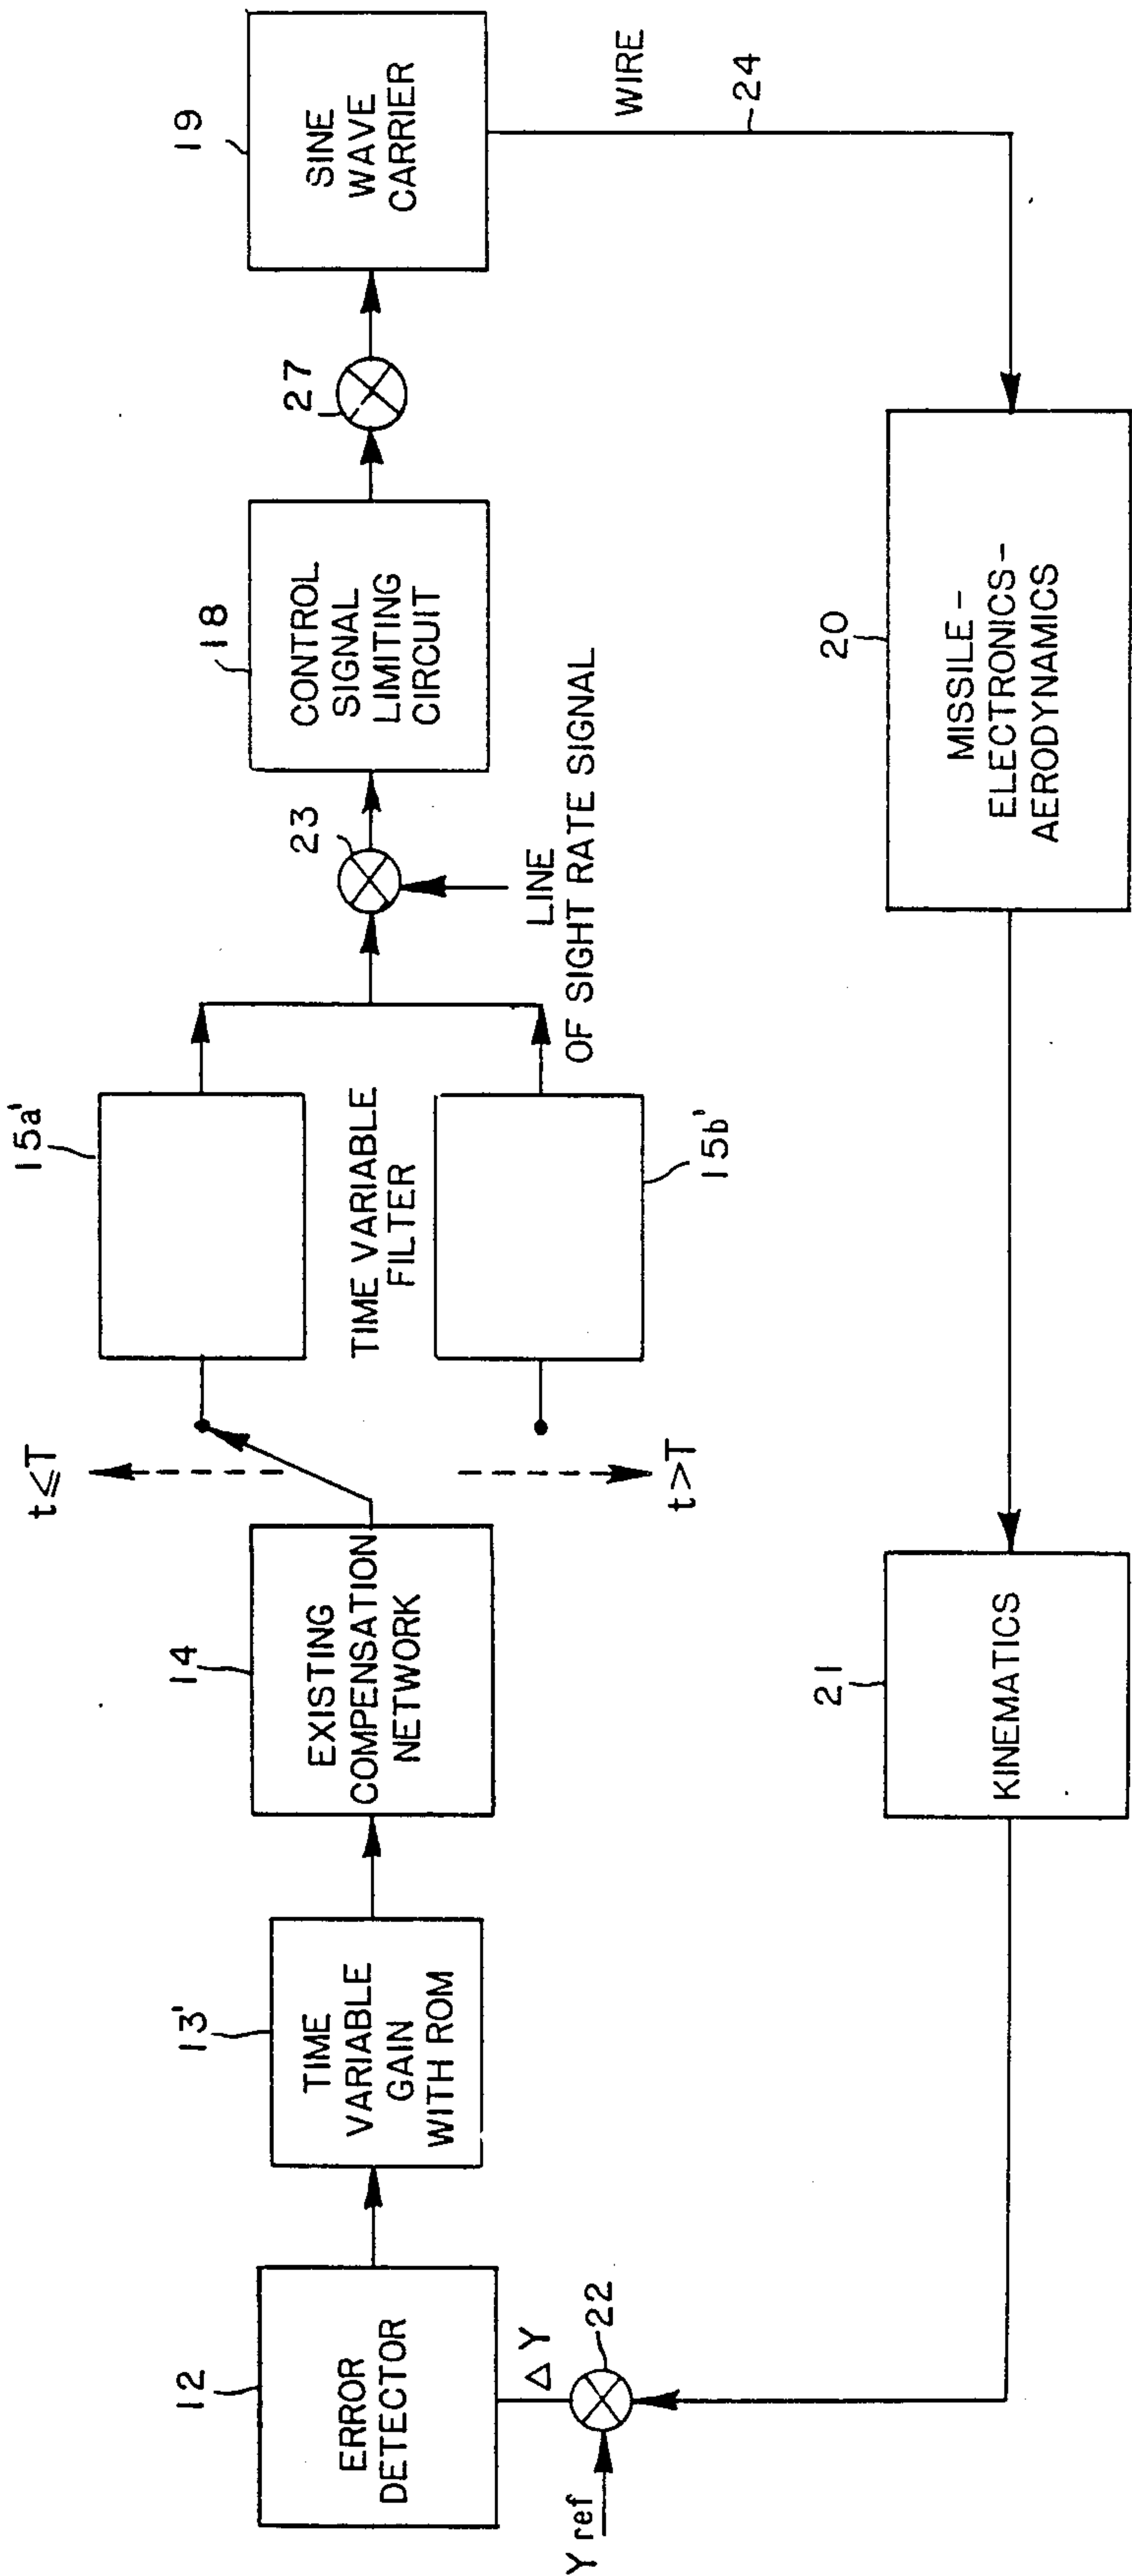 12
ERROR
DETECTOR
Y ref
Δ Y
22
13'
TIME
VARIABLE
GAIN
WITH ROM
14
EXISTING
COMPENSATION
NETWORK
t≤T
t>T
15a'
TIME VARIABLE
FILTER
15b'
23
LINE
OF SIGHT RATE SIGNAL
18
CONTROL
SIGNAL
LIMITING
CIRCUIT
27
19
SINE
WAVE
CARRIER
WIRE
24
20
MISSILE –
ELECTRONICS –
AERODYNAMICS
21
KINEMATICS